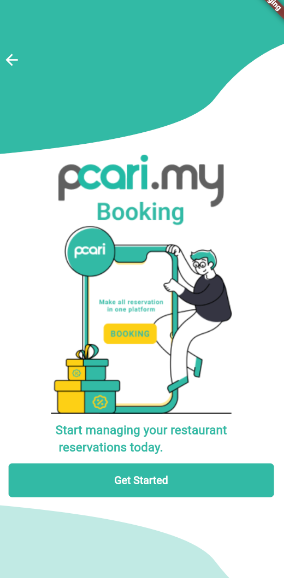 pcari.my
Booking
pcari
Make all reservation
in one platform
BOOKING
Start managing your restaurant
reservations today.
Get Started